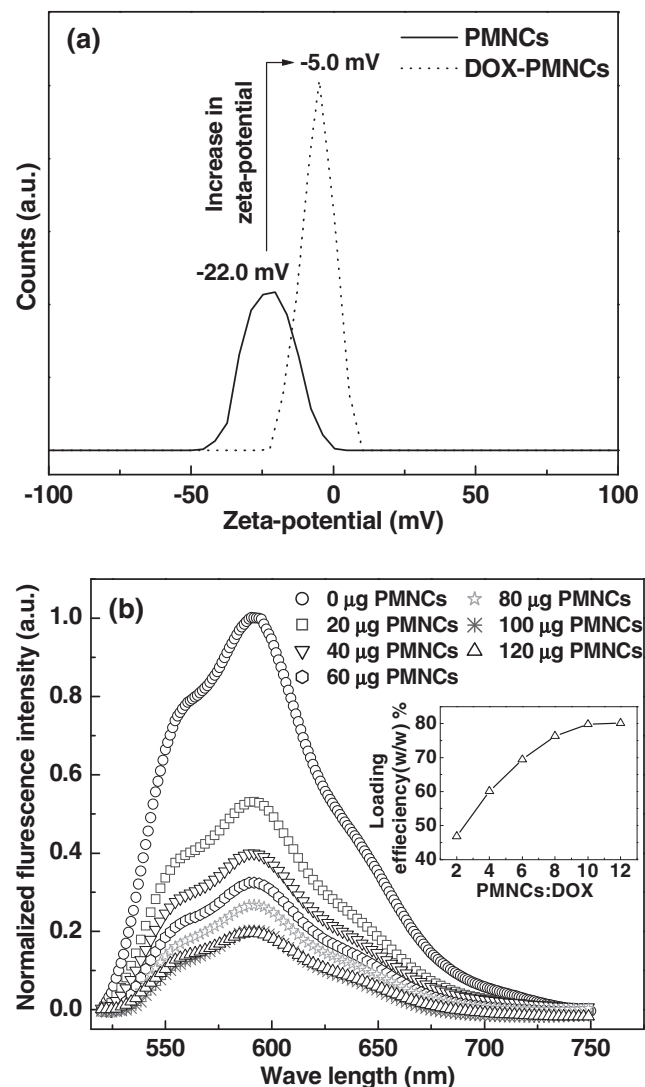 (a)
PMNCs
DOX-PMNCs
-5.0 mV
Increase in
zeta-potential
-22.0 mV
Counts (a.u.)
-100 -50 0 50 100
Zeta-potential (mV)
(b)
0 µg PMNCs
20 µg PMNCs
40 µg PMNCs
60 µg PMNCs
80 µg PMNCs
100 µg PMNCs
120 µg PMNCs
Normalized flurescence intensity (a.u.)
1.0
0.8
0.6
0.4
0.2
0.0
550 600 650 700 750
Wave length (nm)
Loading
effieciency(w/w) %
80
70
60
50
40
2 4 6 8 10 12
PMNCs:DOX